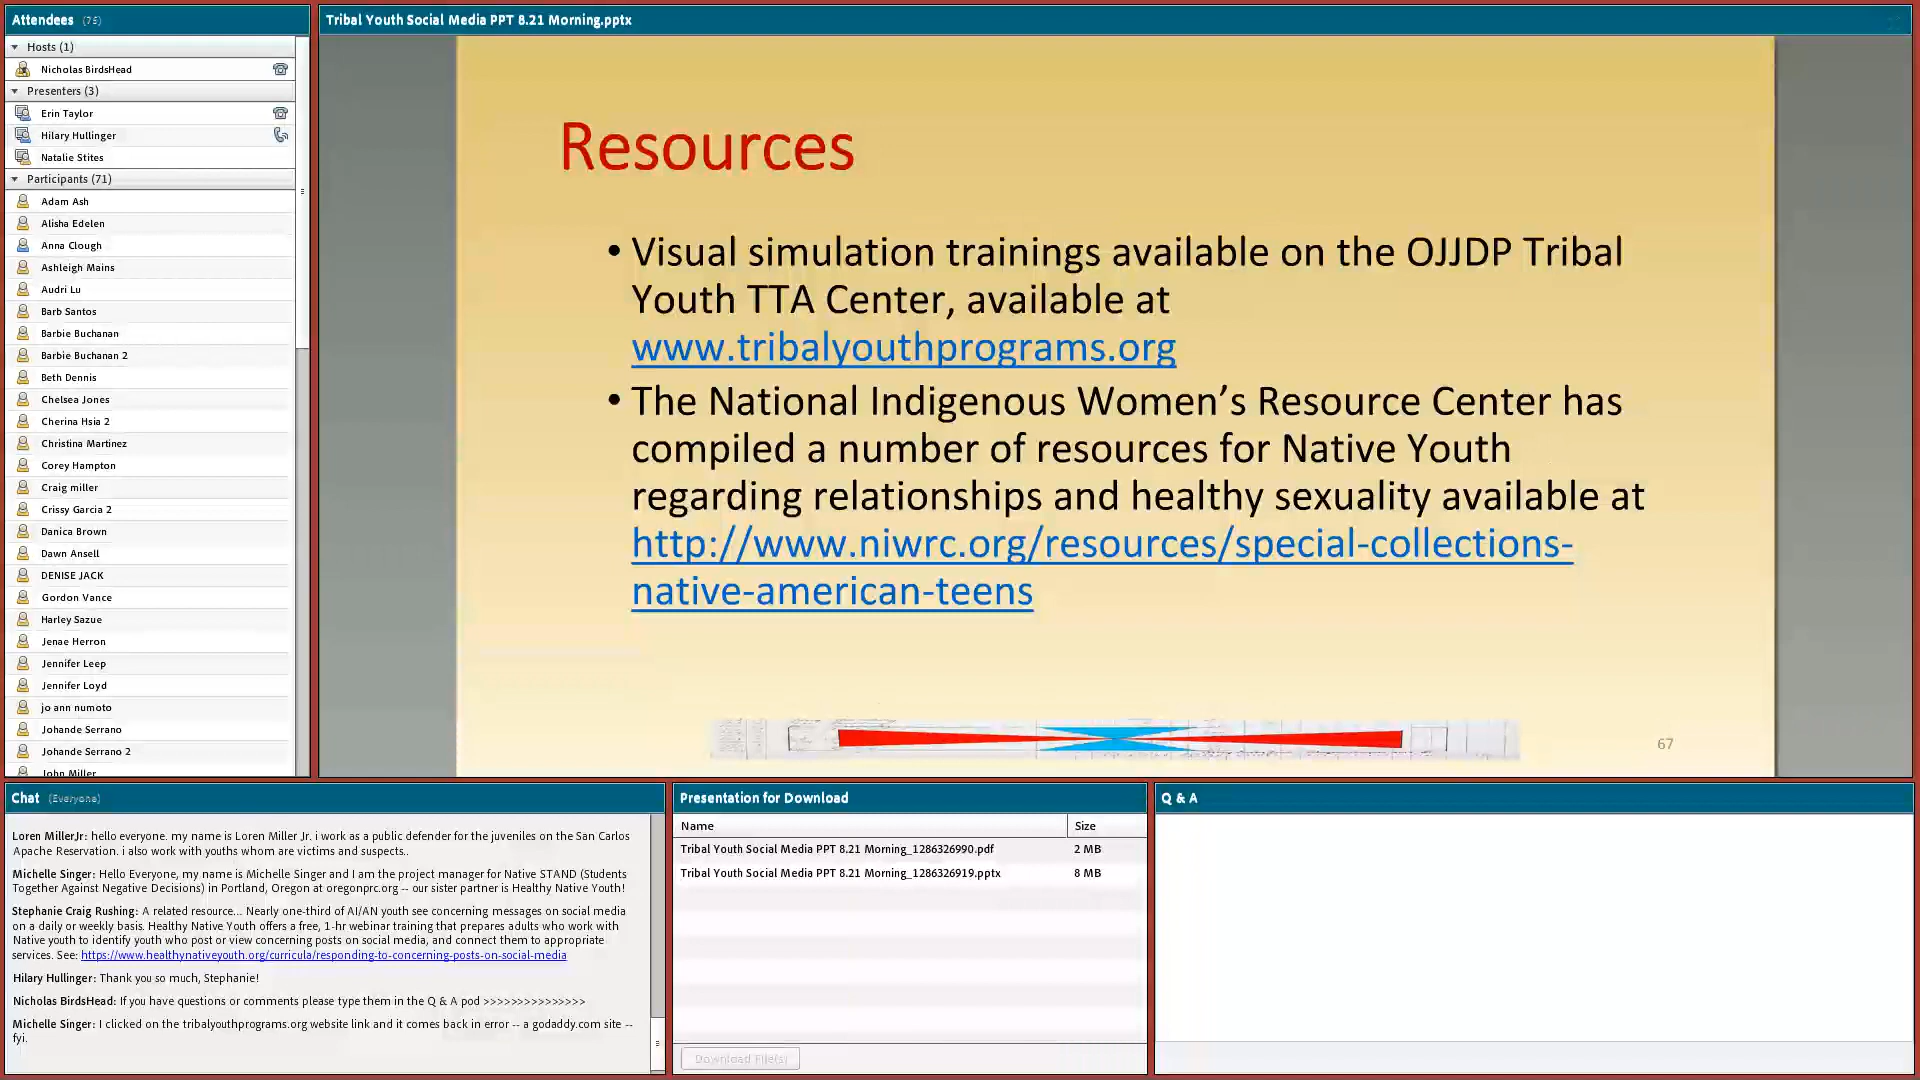 Attendees (75)
Hosts (1)
Nicholas BirdsHead
Presenters (3)
Erin Taylor
Hilary Hullinger
Natalie Stites
Participants (71)
Adam Ash
Alisha Edelen
Anna Clough
Ashleigh Mains
Audri Lu
Barb Santos
Barbie Buchanan
Barbie Buchanan 2
Beth Dennis
Chelsea Jones
Cherina Hsia 2
Christina Martinez
Corey Hampton
Craig miller
Crissy Garcia 2
Danica Brown
Dawn Ansell
DENISE JACK
Gordon Vance
Harley Sazue
Jenae Herron
Jennifer Leep
Jennifer Loyd
jo ann numoto
Johande Serrano
Johande Serrano 2
John Miller
Tribal Youth Social Media PPT 8.21 Morning.pptx
Resources
• Visual simulation trainings available on the OJJDP Tribal
Youth TTA Center, available at
www.tribalyouthprograms.org
• The National Indigenous Women’s Resource Center has
compiled a number of resources for Native Youth
regarding relationships and healthy sexuality available at
http://www.niwrc.org/resources/special-collections-
native-american-teens
67
Chat (Everyone)
Loren MillerJr: hello everyone. my name is Loren Miller Jr. i work as a public defender for the juveniles on the San Carlos
Apache Reservation. i also work with youths whom are victims and suspects..
Michelle Singer: Hello Everyone, my name is Michelle Singer and I am the project manager for Native STAND (Students
Together Against Negative Decisions) in Portland, Oregon at oregonprc.org -- our sister partner is Healthy Native Youth!
Stephanie Craig Rushing: A related resource... Nearly one-third of AI/AN youth see concerning messages on social media
on a daily or weekly basis. Healthy Native Youth offers a free, 1-hr webinar training that prepares adults who work with
Native youth to identify youth who post or view concerning posts on social media, and connect them to appropriate
services. See: https://www.healthynativeyouth.org/curricula/responding-to-concerning-posts-on-social-media
Hilary Hullinger: Thank you so much, Stephanie!
Nicholas BirdsHead: If you have questions or comments please type them in the Q & A pod >>>>>>>>>>>>>>>
Michelle Singer: I clicked on the tribalyouthprograms.org website link and it comes back in error -- a godaddy.com site --
fyi.
Presentation for Download
Name Size
Tribal Youth Social Media PPT 8.21 Morning_1286326990.pdf 2 MB
Tribal Youth Social Media PPT 8.21 Morning_1286326919.pptx 8 MB
Download File(s)
Q & A